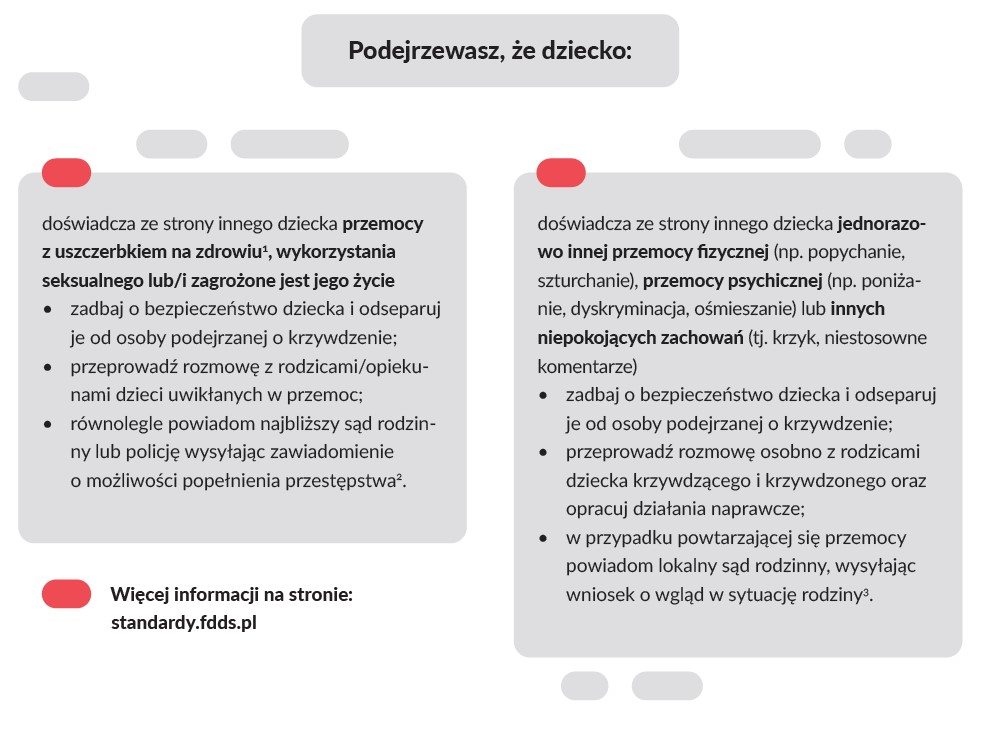 Podejrzewasz, że dziecko:
doświadcza ze strony innego dziecka przemocy
z uszczerbkiem na zdrowiu¹, wykorzystania
seksualnego lub/i zagrożone jest jego życie
• zadbaj o bezpieczeństwo dziecka i odseparuj
je od osoby podejrzanej o krzywdzenie;
• przeprowadź rozmowę z rodzicami/opieku-
nami dzieci uwikłanych w przemoc;
• równolegle powiadom najbliższy sąd rodzin-
ny lub policję wysyłając zawiadomienie
o możliwości popełnienia przestępstwa².
Więcej informacji na stronie:
standardy.fdds.pl
doświadcza ze strony innego dziecka jednorazo-
wo innej przemocy fizycznej (np. popychanie,
szturchanie), przemocy psychicznej (np. poniża-
nie, dyskryminacja, ośmieszanie) lub innych
niepokojących zachowań (tj. krzyk, niestosowne
komentarze)
• zadbaj o bezpieczeństwo dziecka i odseparuj
je od osoby podejrzanej o krzywdzenie;
• przeprowadź rozmowę osobno z rodzicami
dziecka krzywdzącego i krzywdzonego oraz
opracuj działania naprawcze;
• w przypadku powtarzającej się przemocy
powiadom lokalny sąd rodzinny, wysyłając
wniosek o wgląd w sytuację rodziny³.